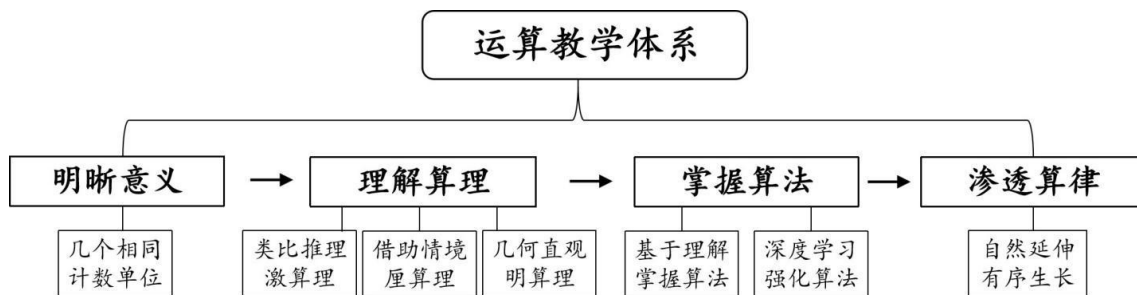 运算教学体系
明晰意义
理解算理
掌握算法
渗透算律
几个相同
计数单位
类比推理
激算理
借助情境
厘算理
几何直观
明算理
基于理解
掌握算法
深度学习
强化算法
自然延伸
有序生长